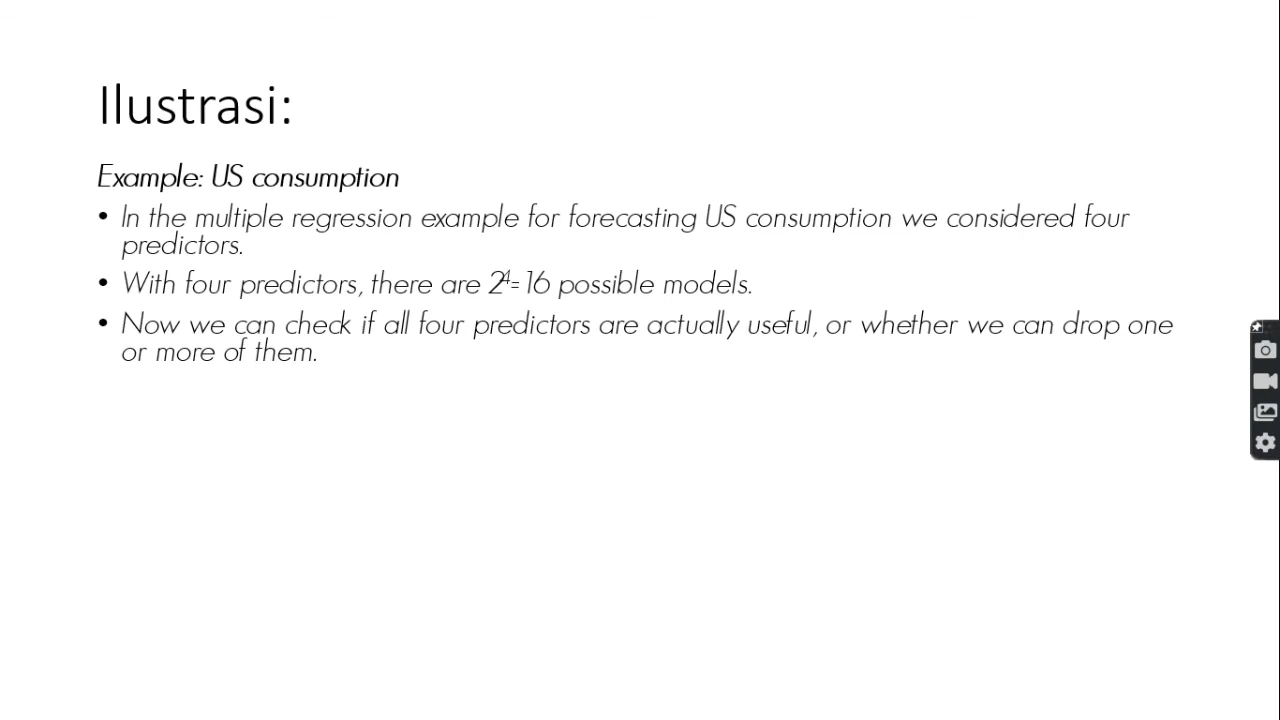 Ilustrasi:
Example: US consumption
• In the multiple regression example for forecasting US consumption we considered four
predictors.
• With four predictors, there are 2⁴=16 possible models.
• Now we can check if all four predictors are actually useful, or whether we can drop one
or more of them.